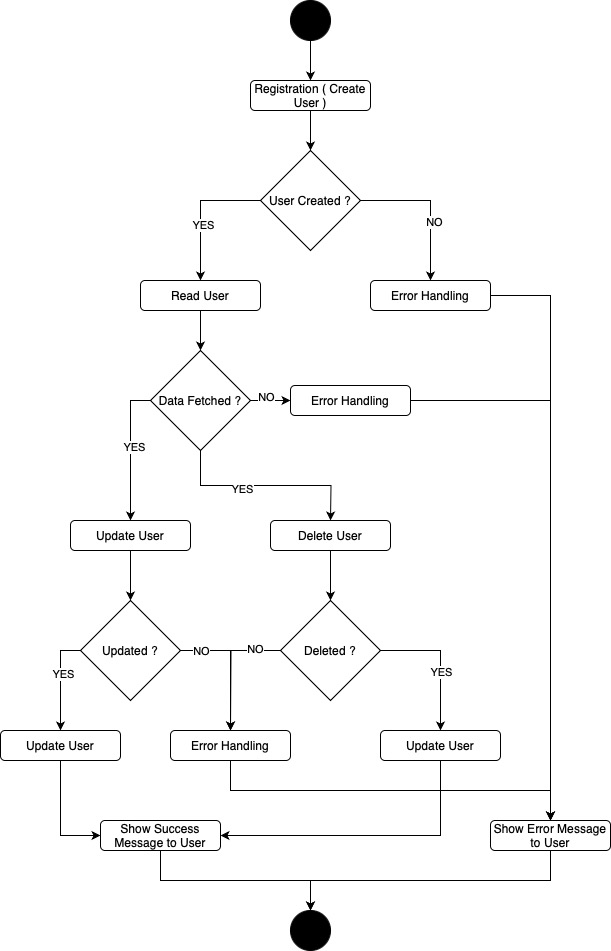 Registration ( Create
User )
User Created ?
YES
NO
Read User
Error Handling
Data Fetched ?
NO
Error Handling
YES
YES
Update User
Delete User
Updated ?
NO
NO
Deleted ?
YES
YES
Update User
Error Handling
Update User
Show Success
Message to User
Show Error Message
to User